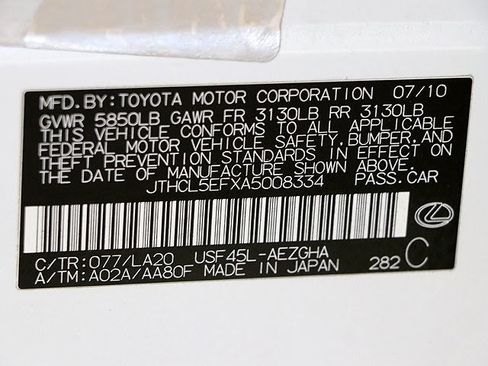 MFD. BY: TOYOTA MOTOR CORPORATION 07/10
GVWR 5850LB GAWR FR 3130LB RR 3130LB
THIS VEHICLE CONFORMS TO ALL APPLICABLE
FEDERAL MOTOR VEHICLE SAFETY, BUMPER, AND
THEFT PREVENTION STANDARDS IN EFFECT ON
THE DATE OF MANUFACTURE SHOWN ABOVE.
JTHCL5EFXA5008334 PASS. CAR
C/TR: 077/LA20 USF45L-AEZGHA
A/TM: A02A/AA80F MADE IN JAPAN 282 C